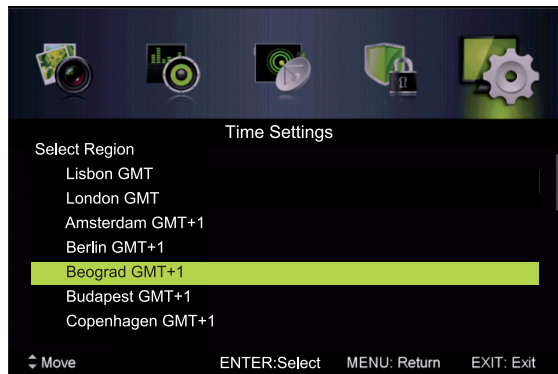 Time Settings
Select Region
Lisbon GMT
London GMT
Amsterdam GMT+1
Berlin GMT+1
Beograd GMT+1
Budapest GMT+1
Copenhagen GMT+1
Move ENTER:Select MENU: Return EXIT: Exit